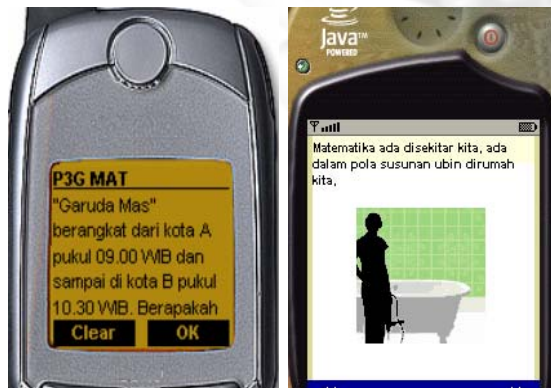 P3G MAT
"Garuda Mas"
berangkat dari kota A
pukul 09.00 WIB dan
sampai di kota B pukul
10.30 WIB. Berapakah
Clear OK
Java™
POWERED
Matematika ada disekitar kita, ada
dalam pola susunan ubin dirumah
kita,